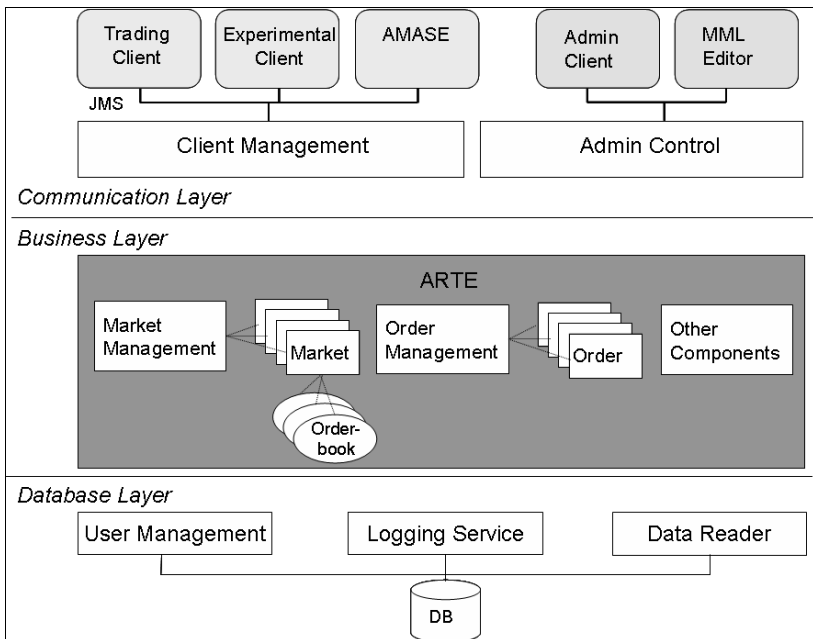 Trading
Client
Experimental
Client
AMASE
Admin
Client
MML
Editor
JMS
Client Management
Admin Control
Communication Layer
Business Layer
ARTE
Market
Management
Market
Order-
book
Order
Management
Order
Other
Components
Database Layer
User Management
Logging Service
Data Reader
DB